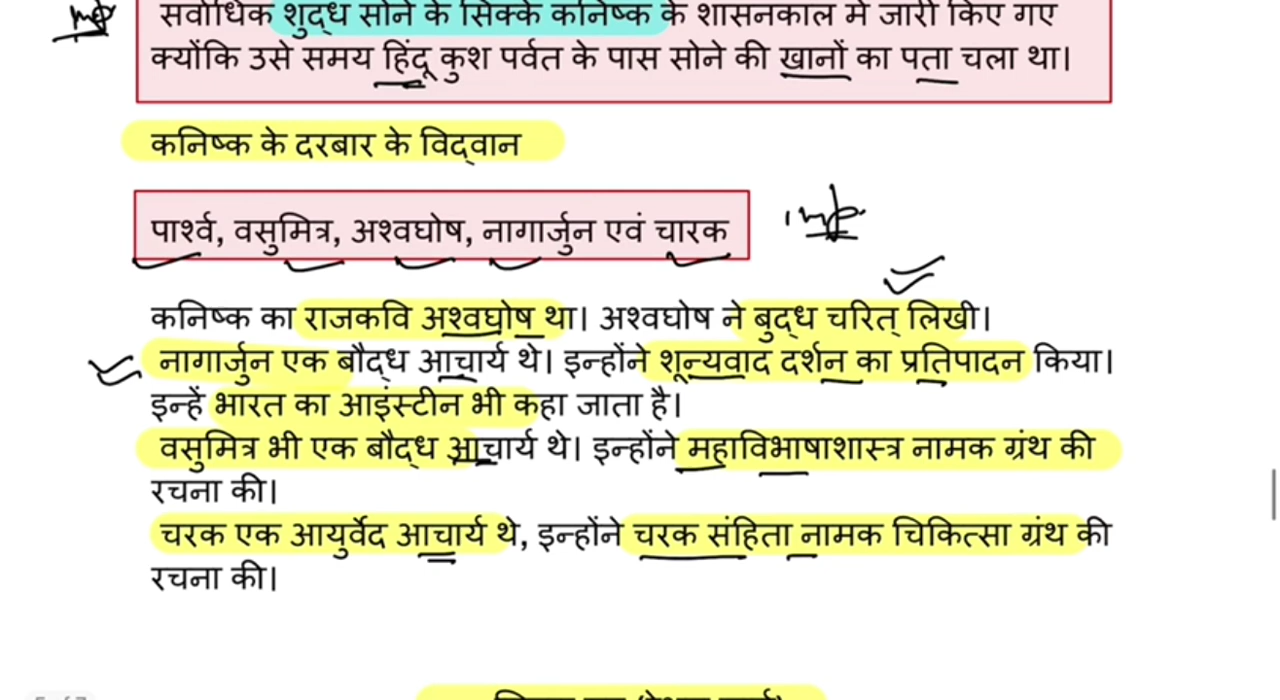 imp
सर्वाधिक शुद्ध सोने के सिक्के कनिष्क के शासनकाल में जारी किए गए
क्योंकि उसे समय हिंदू कुश पर्वत के पास सोने की खानों का पता चला था।
कनिष्क के दरबार के विद्वान
पार्श्व, वसुमित्र, अश्वघोष, नागार्जुन एवं चारक
imp.
कनिष्क का राजकवि अश्वघोष था। अश्वघोष ने बुद्ध चरित् लिखी।
नागार्जुन एक बौद्ध आचार्य थे। इन्होंने शून्यवाद दर्शन का प्रतिपादन किया।
इन्हें भारत का आइंस्टीन भी कहा जाता है।
वसुमित्र भी एक बौद्ध आचार्य थे। इन्होंने महाविभाषाशास्त्र नामक ग्रंथ की
रचना की।
चरक एक आयुर्वेद आचार्य थे, इन्होंने चरक संहिता नामक चिकित्सा ग्रंथ की
रचना की।